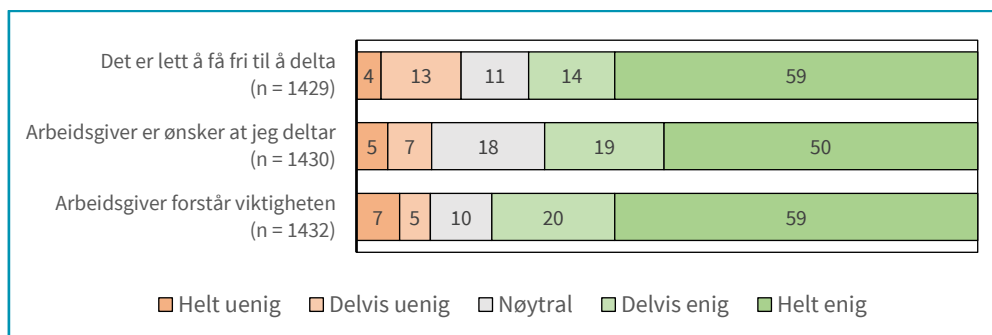 Det er lett å få fri til å delta
(n = 1429)
4 13 11 14 59
Arbeidsgiver er ønsker at jeg deltar
(n = 1430)
5 7 18 19 50
Arbeidsgiver forstår viktigheten
(n = 1432)
7 5 10 20 59
Helt uenig Delvis uenig Nøytral Delvis enig Helt enig